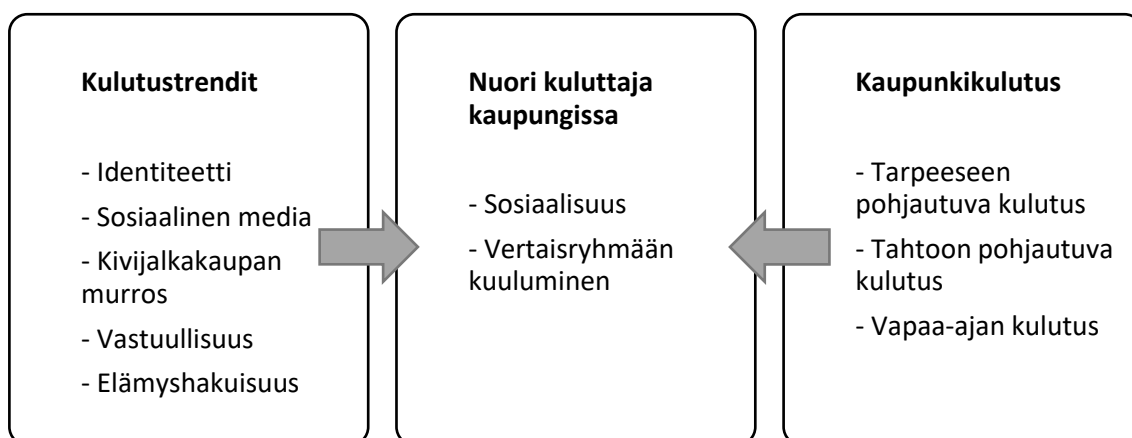 Kulutustrendit
- Identiteetti
- Sosiaalinen media
- Kivijalkakaupan
murros
- Vastuullisuus
- Elämyshakuisuus
Nuori kuluttaja
kaupungissa
- Sosiaalisuus
- Vertaisryhmään
kuuluminen
Kaupunkikulutus
- Tarpeeseen
pohjautuva kulutus
- Tahtoon pohjautuva
kulutus
- Vapaa-ajan kulutus